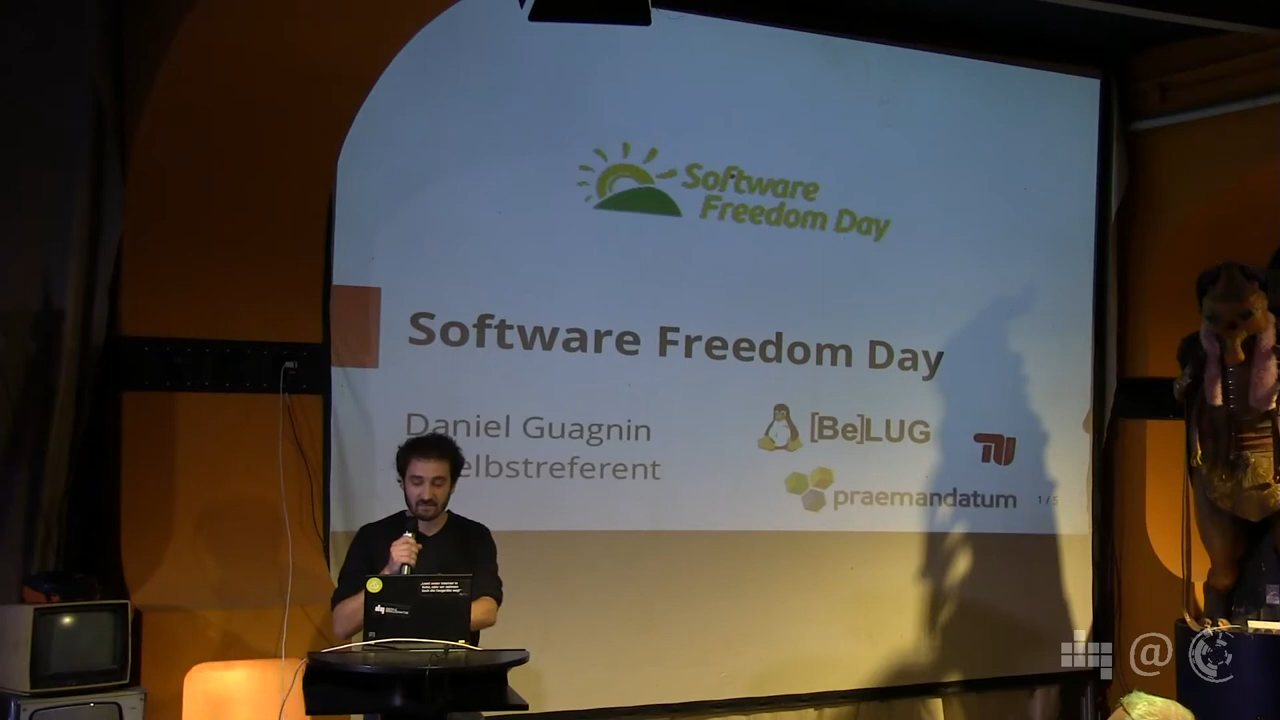 Software
Freedom Day
Software Freedom Day
Daniel Guagnin
elbstreferent
[Be]LUG
praemandatum
1 / 5
@